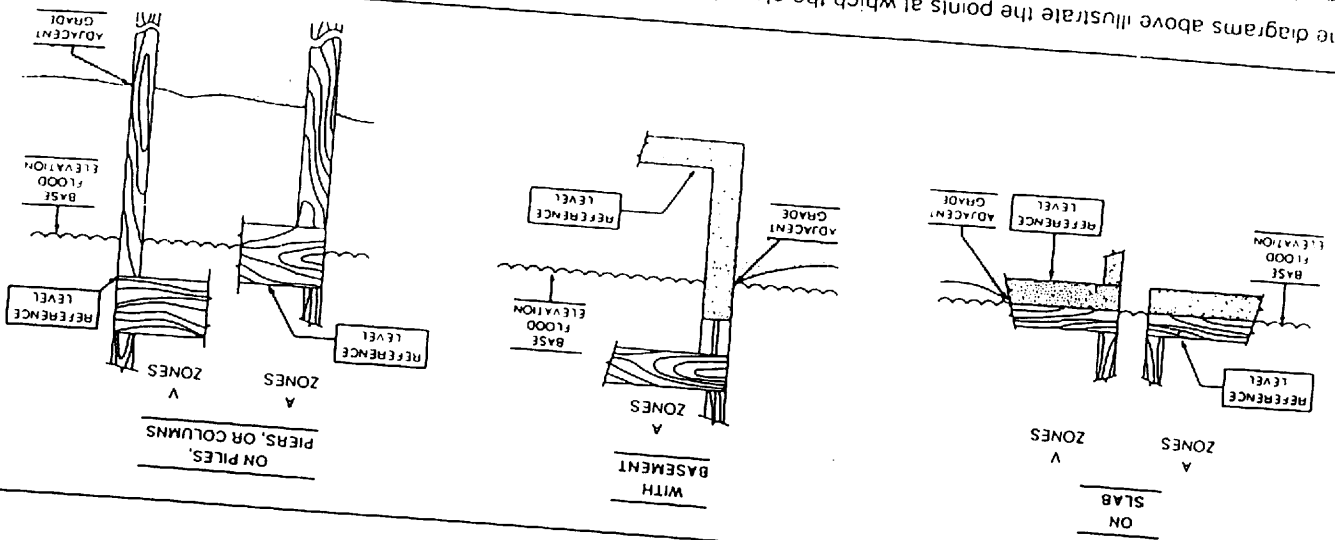 ON
SLAB
A
ZONES
V
ZONES
REFERENCE
LEVEL
BASE
FLOOD
ELEVATION
REFERENCE
LEVEL
ADJACENT
GRADE
WITH
BASEMENT
A
ZONES
BASE
FLOOD
ELEVATION
ADJACENT
GRADE
REFERENCE
LEVEL
ON PILES,
PIERS, OR COLUMNS
A
ZONES
V
ZONES
REFERENCE
LEVEL
REFERENCE
LEVEL
BASE
FLOOD
ELEVATION
ADJACENT
GRADE
diagrams above illustrate the points at which the